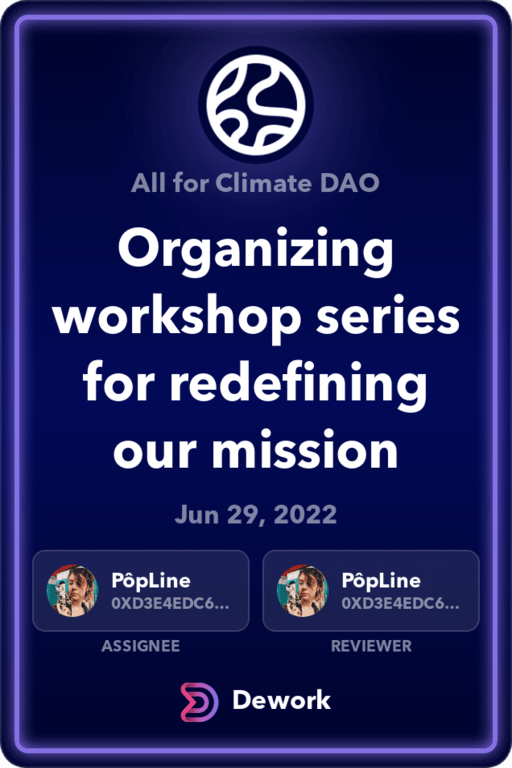 All for Climate DAO
Organizing
workshop series
for redefining
our mission
Jun 29, 2022
PôpLine
0XD3E4EDC6...
ASSIGNEE
PôpLine
0XD3E4EDC6...
REVIEWER
Dework